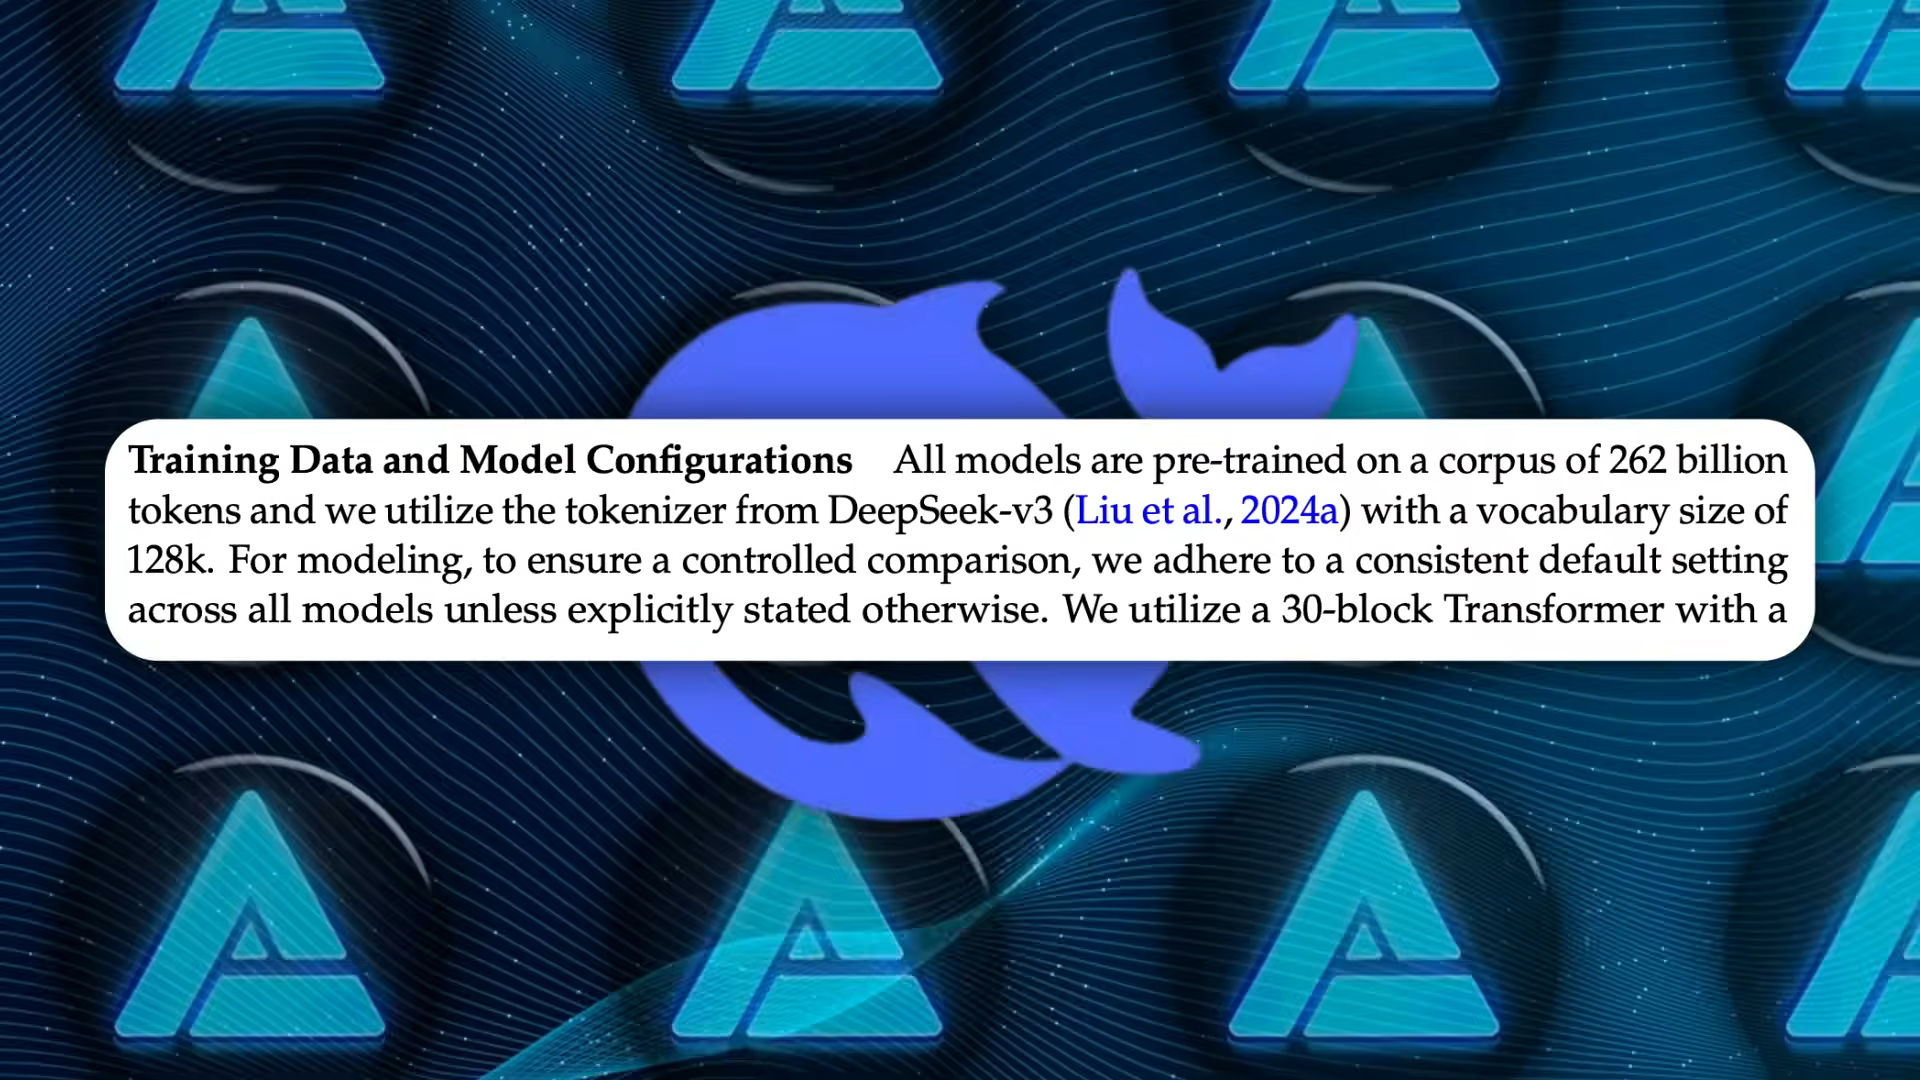 Training Data and Model Configurations All models are pre-trained on a corpus of 262 billion
tokens and we utilize the tokenizer from DeepSeek-v3 (Liu et al., 2024a) with a vocabulary size of
128k. For modeling, to ensure a controlled comparison, we adhere to a consistent default setting
across all models unless explicitly stated otherwise. We utilize a 30-block Transformer with a